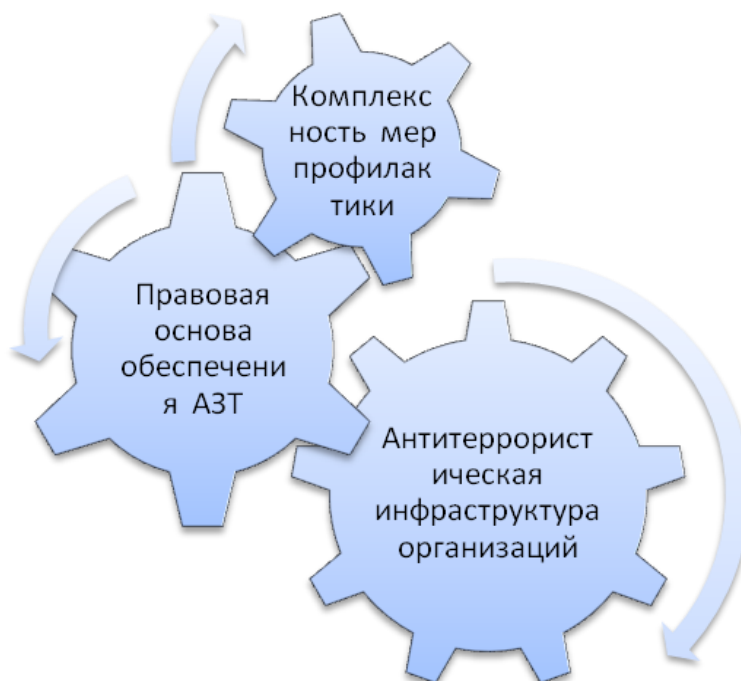 Комплекс
ность мер
профилак
тики
Правовая
основа
обеспечени
я АЗТ
Антитеррорист
ическая
инфраструктура
организаций